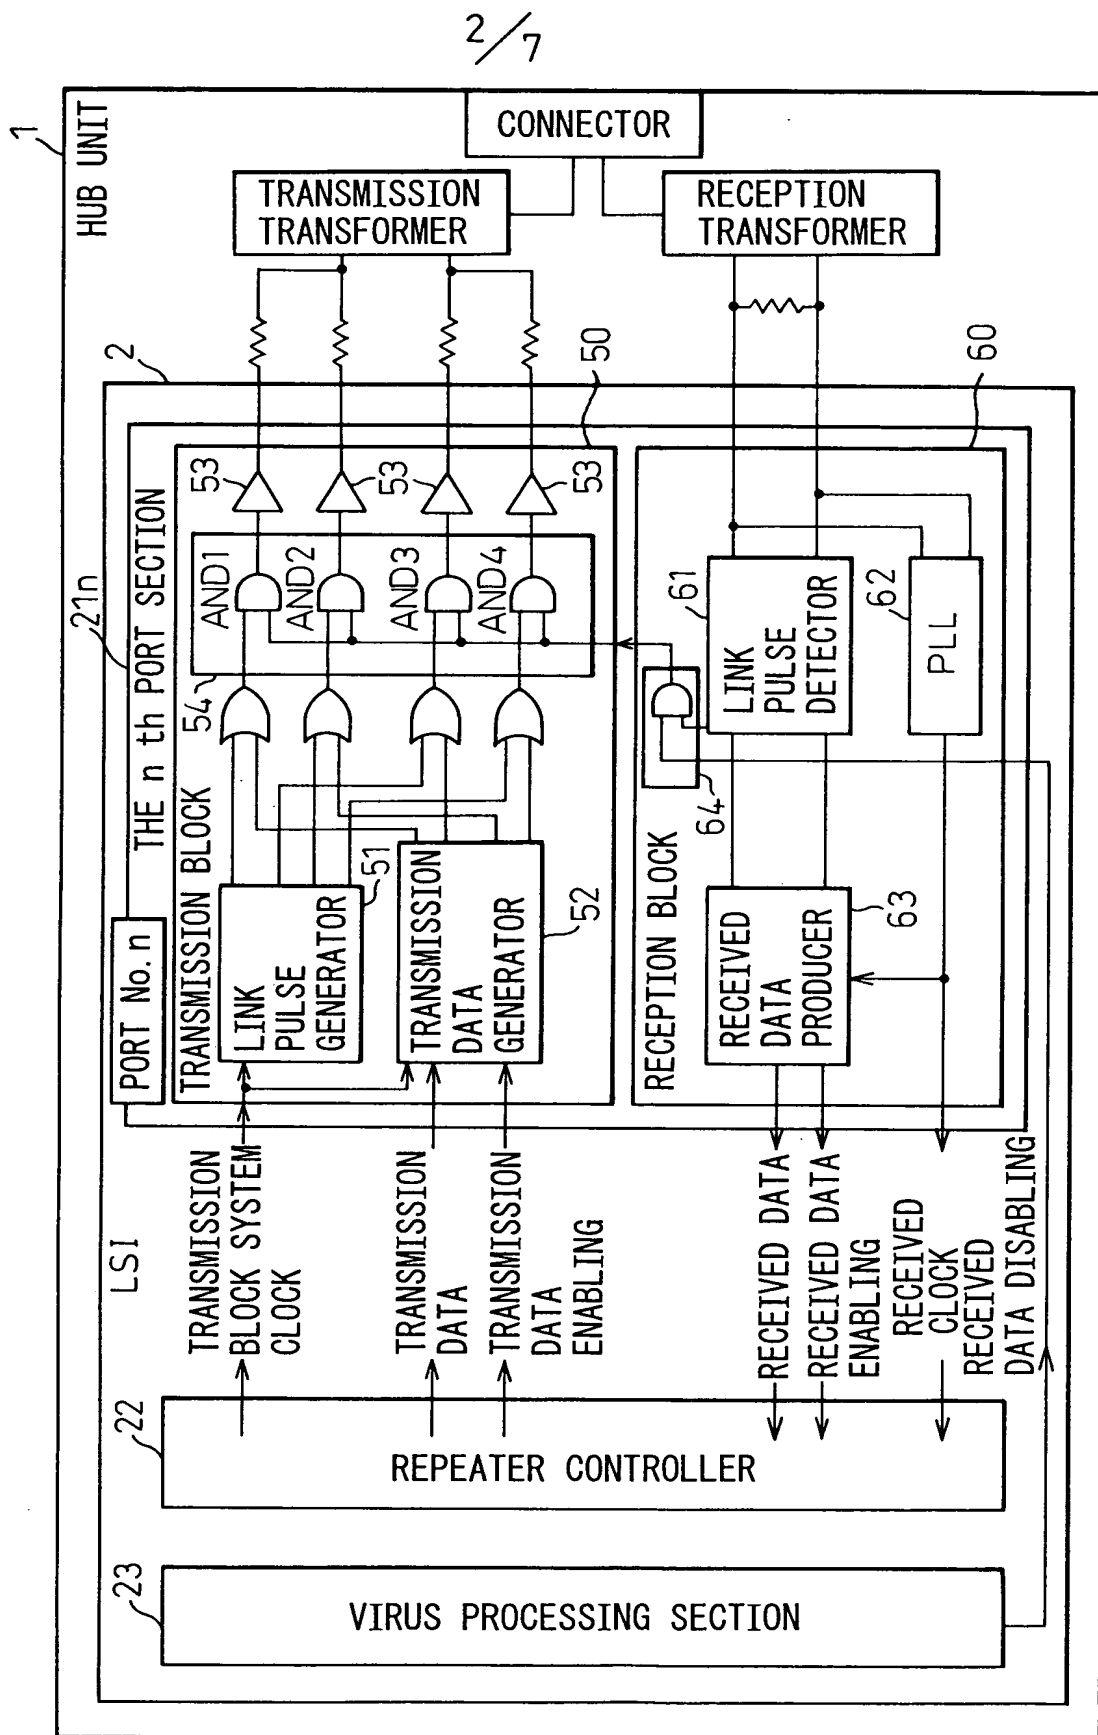 2/7
1
HUB UNIT
CONNECTOR
TRANSMISSION
TRANSFORMER
RECEPTION
TRANSFORMER
2
LSI
21n
THE n th PORT SECTION
PORT No. n
50
TRANSMISSION BLOCK
54
53
53
53
AND1
AND2
AND3
AND4
LINK
PULSE
GENERATOR
51
TRANSMISSION
DATA
GENERATOR
52
60
RECEPTION BLOCK
64
LINK
PULSE
DETECTOR
61
PLL
62
RECEIVED
DATA
PRODUCER
63
TRANSMISSION
BLOCK SYSTEM
CLOCK
TRANSMISSION
DATA
TRANSMISSION
DATA
ENABLING
RECEIVED DATA
RECEIVED DATA
ENABLING
RECEIVED
CLOCK
RECEIVED
DATA DISABLING
22
REPEATER CONTROLLER
23
VIRUS PROCESSING SECTION